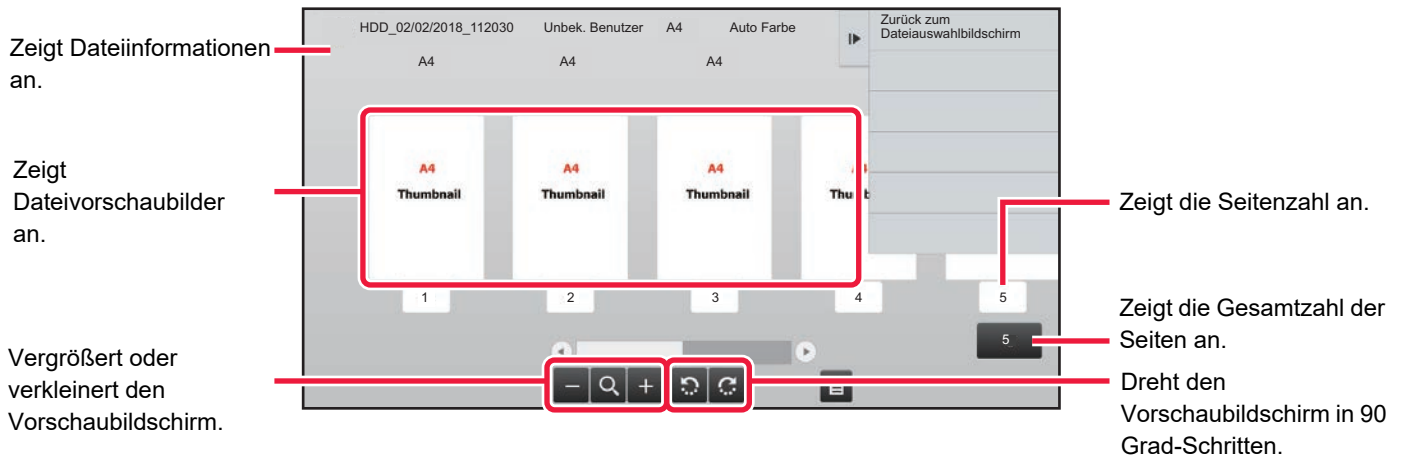 HDD_02/02/2018_112030 Unbek. Benutzer A4 Auto Farbe
Zurück zum
Dateiauswahlbildschirm
A4 A4 A4
Zeigt Dateiinformationen
an.
A4 A4 A4
Thumbnail Thumbnail Thumbnail
Zeigt
Dateivorschaubilder
an.
Zeigt die Seitenzahl an.
1 2 3 4 5
Zeigt die Gesamtzahl der
Seiten an.
5
Vergrößert oder
verkleinert den
Vorschaubildschirm.
Dreht den
Vorschaubildschirm in 90
Grad-Schritten.